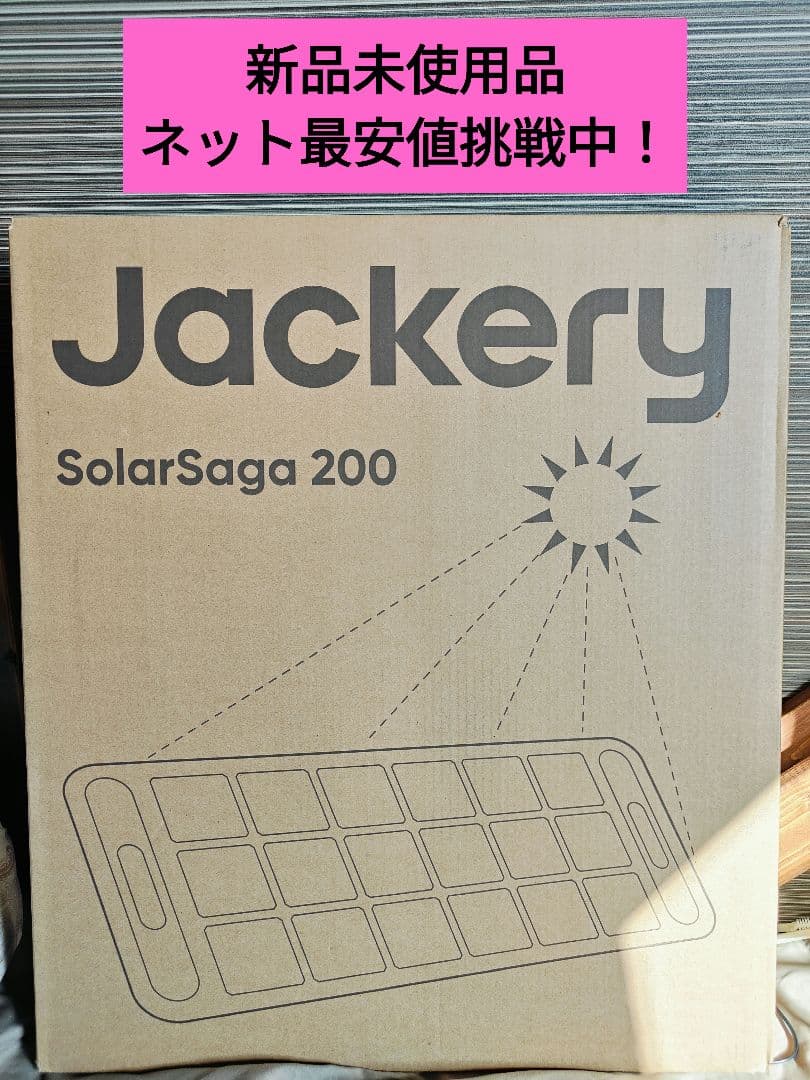 新品未使用品
ネット最安値挑戦中！
Jackery
SolarSaga 200